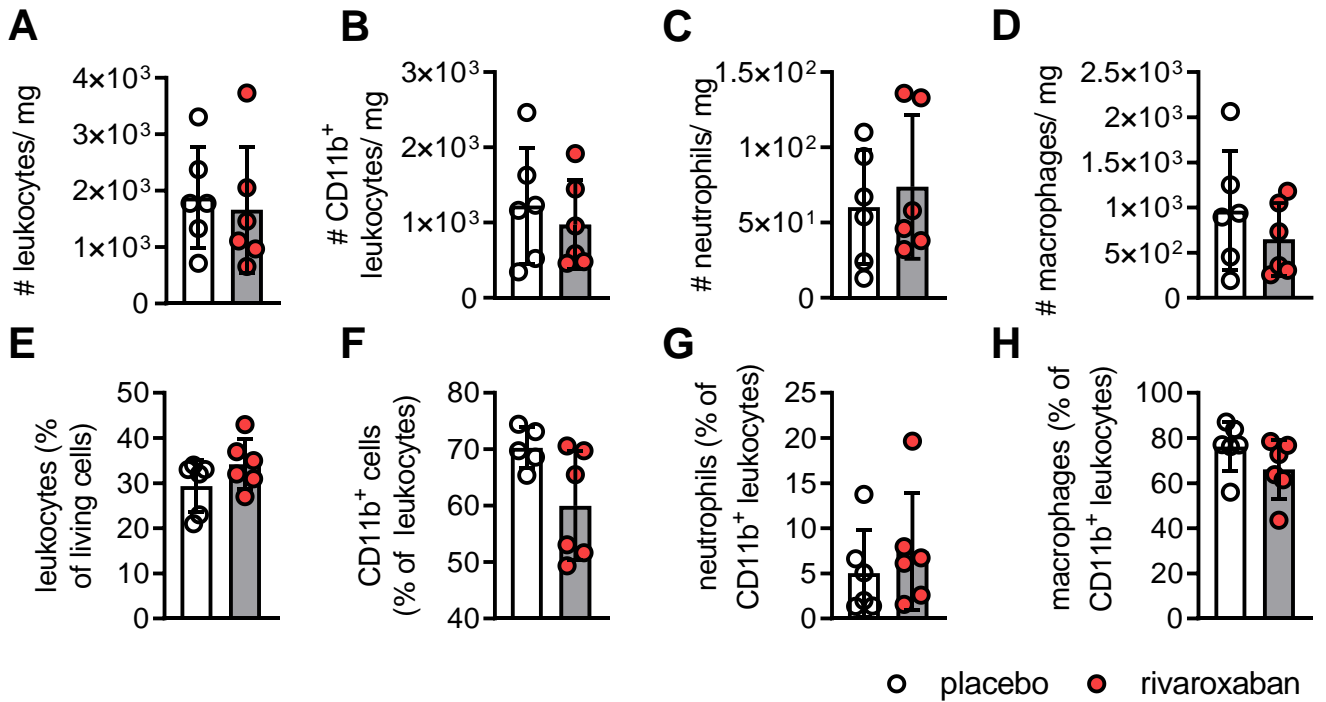 A
# leukocytes/ mg
4×10³
3×10³
2×10³
1×10³
0
B
# CD11b⁺
leukocytes/ mg
3×10³
2×10³
1×10³
0
C
# neutrophils/ mg
1.5×10²
1×10²
5×10¹
0
D
# macrophages/ mg
2.5×10³
2×10³
1.5×10³
1×10³
5×10²
0
E
leukocytes (%
of living cells)
50
40
30
20
10
0
F
CD11b⁺ cells
(% of leukocytes)
80
70
60
50
40
G
neutrophils (% of
CD11b⁺ leukocytes)
25
20
15
10
5
0
H
macrophages (% of
CD11b⁺ leukocytes)
100
80
60
40
20
0
placebo
rivaroxaban